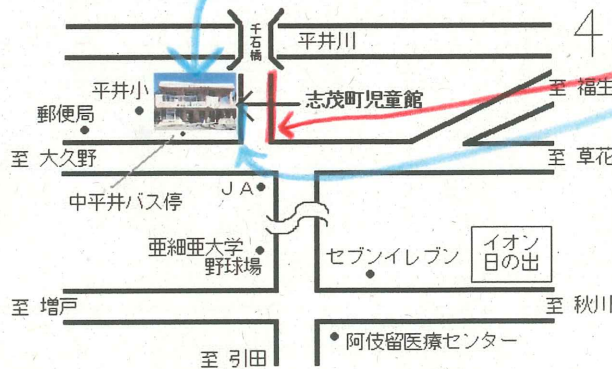 千石橋
平井川
4
平井小
志茂町児童館
至 福生
郵便局
至 大久野
至 草花
中平井バス停
JA
亜細亜大学
野球場
セブンイレブン
イオン
日の出
至 増戸
至 秋川
阿伎留医療センター
至 引田